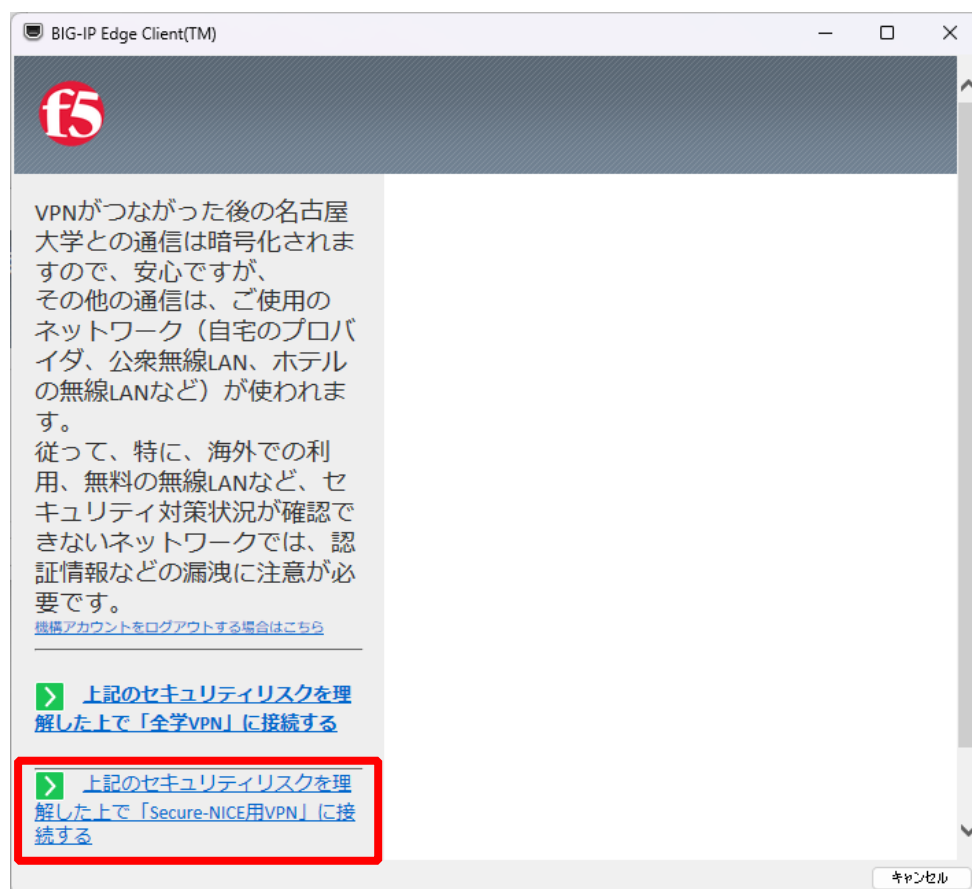 BIG-IP Edge Client(TM)
f5
VPNがつながった後の名古屋
大学との通信は暗号化されま
すので、安心ですが、
その他の通信は、ご使用の
ネットワーク（自宅のプロバ
イダ、公衆無線LAN、ホテル
の無線LANなど）が使われま
す。
従って、特に、海外での利
用、無料の無線LANなど、セ
キュリティ対策状況が確認で
きないネットワークでは、認
証情報などの漏洩に注意が必
要です。
機構アカウントをログアウトする場合はこちら
上記のセキュリティリスクを理
解した上で「全学VPN」に接続する
上記のセキュリティリスクを理
解した上で「Secure-NICE用VPN」に接
続する
キャンセル